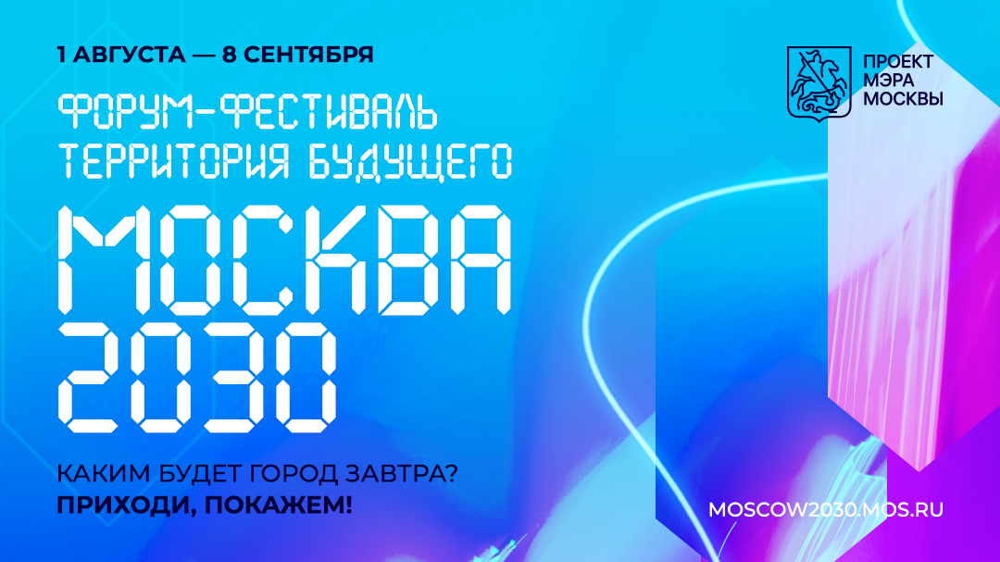 1 АВГУСТА — 8 СЕНТЯБРЯ
ФОРУМ-ФЕСТИВАЛЬ
ТЕРРИТОРИЯ БУДУЩЕГО
МОСКВА
2030
КАКИМ БУДЕТ ГОРОД ЗАВТРА?
ПРИХОДИ, ПОКАЖЕМ!
ПРОЕКТ
МЭРА
МОСКВЫ
MOSCOW2030.MOS.RU